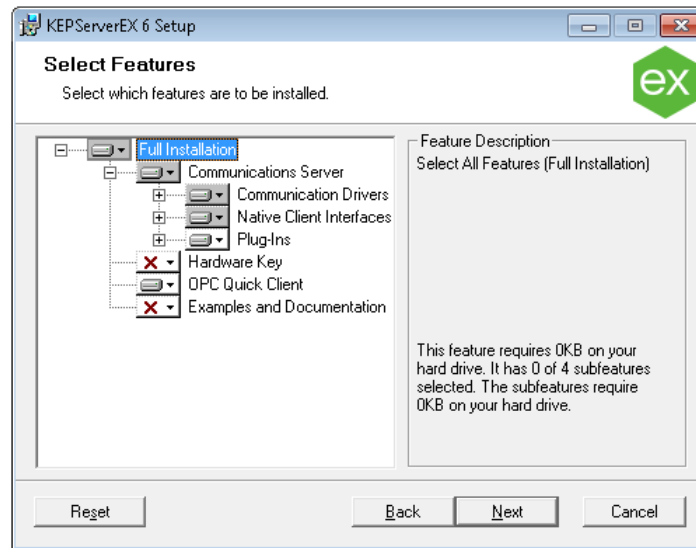 KEPServerEX 6 Setup
Select Features
Select which features are to be installed.
ex
Full Installation
Communications Server
Communication Drivers
Native Client Interfaces
Plug-Ins
Hardware Key
OPC Quick Client
Examples and Documentation
Feature Description
Select All Features (Full Installation)
This feature requires 0KB on your
hard drive. It has 0 of 4 subfeatures
selected. The subfeatures require
0KB on your hard drive.
Reset
Back
Next
Cancel